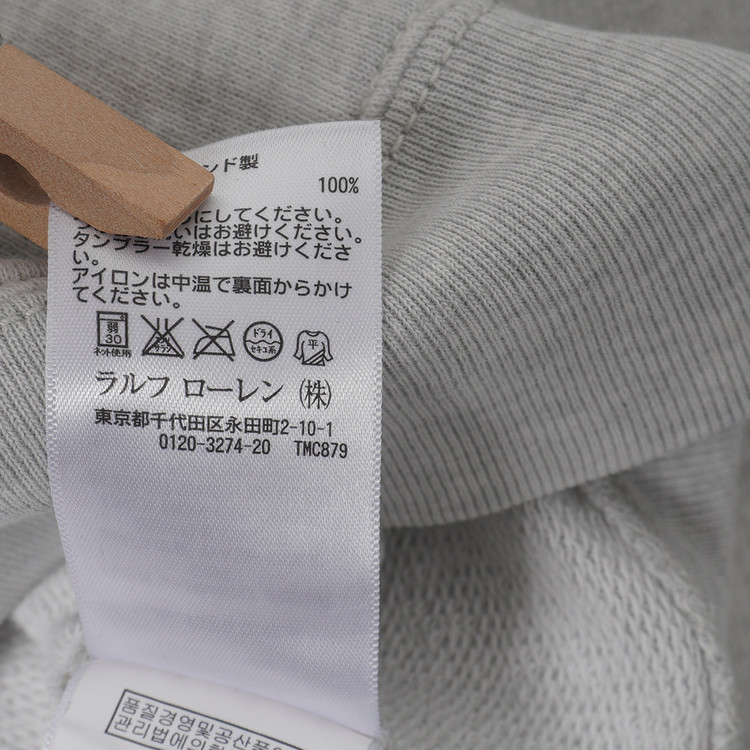 ンド製
100%
にしてください。
いはお避けください。
タンブラー乾燥はお避けくださ
い。
アイロンは中温で裏面からかけ
てください。
弱
30
ネット使用
ドライ
セキユ系
平
ラルフ ローレン (株)
東京都千代田区永田町2-10-1
0120-3274-20 TMC879
품질경영및공산품
관리법에의